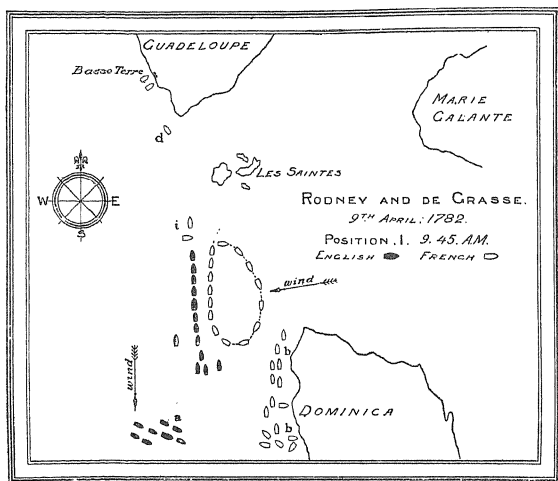 GUADELOUPE
Basso Terre
d
MARIE
GALANTE
LES SAINTES
N
W E
S
RODNEY AND DE GRASSE.
9TH APRIL: 1782.
POSITION. I. 9. 45. A.M.
ENGLISH FRENCH
i
wind
wind
b
a
DOMINICA
b